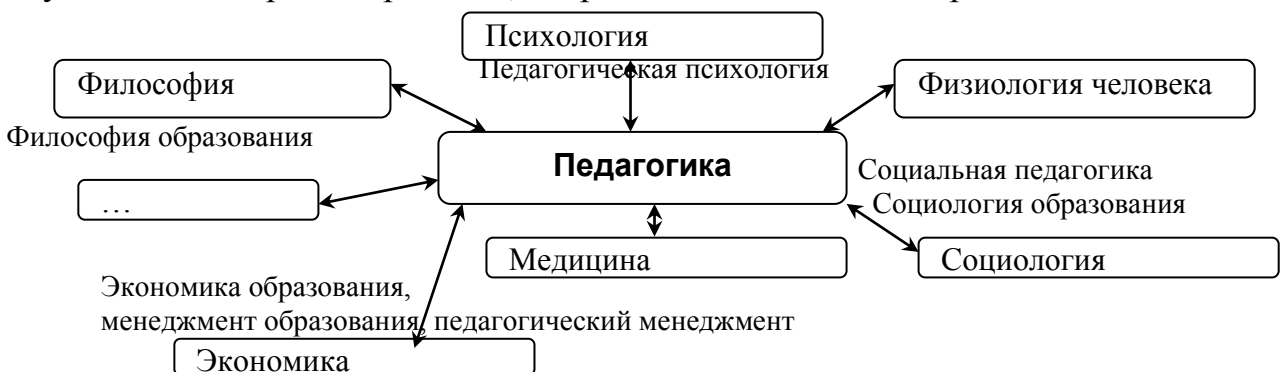 Психология
Педагогическая психология
Философия
Физиология человека
Философия образования
Педагогика
Социальная педагогика
Социология образования
…
Медицина
Социология
Экономика образования,
менеджмент образования, педагогический менеджмент
Экономика